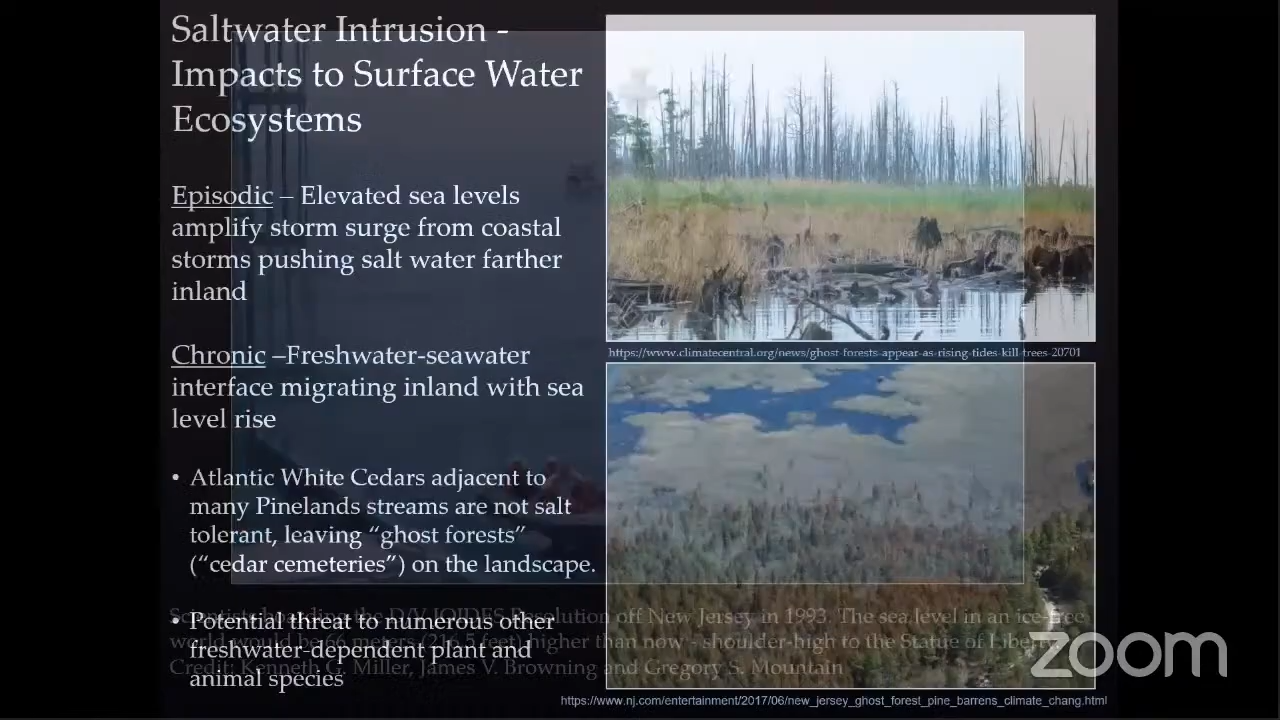 Saltwater Intrusion -
Impacts to Surface Water
Ecosystems
Episodic – Elevated sea levels
amplify storm surge from coastal
storms pushing salt water farther
inland
Chronic –Freshwater-seawater
interface migrating inland with sea
level rise
• Atlantic White Cedars adjacent to
many Pinelands streams are not salt
tolerant, leaving “ghost forests”
(“cedar cemeteries”) on the landscape.
• Potential threat to numerous other
freshwater-dependent plant and
animal species
https://www.climatecentral.org/news/ghost-forests-appear-as-rising-tides-kill-trees-20701
https://www.nj.com/entertainment/2017/06/new_jersey_ghost_forest_pine_barrens_climate_chang.html
Scientists boarding the D/V JOIDES Resolution off New Jersey in 1993. The sea level in an ice-free
world would be 66 meters (216.5 feet) higher than now - shoulder-high to the Statue of Liberty.
Credit: Kenneth G. Miller, James V. Browning and Gregory S. Mountain
zoom